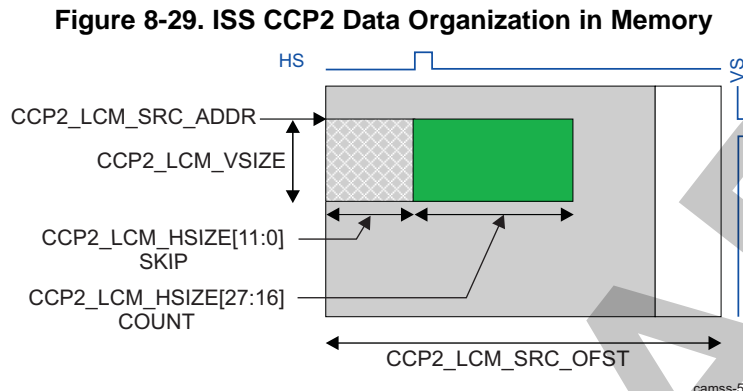 Figure 8-29. ISS CCP2 Data Organization in Memory
HS
VS
CCP2_LCM_SRC_ADDR
CCP2_LCM_VSIZE
CCP2_LCM_HSIZE[11:0]
SKIP
CCP2_LCM_HSIZE[27:16]
COUNT
CCP2_LCM_SRC_OFST